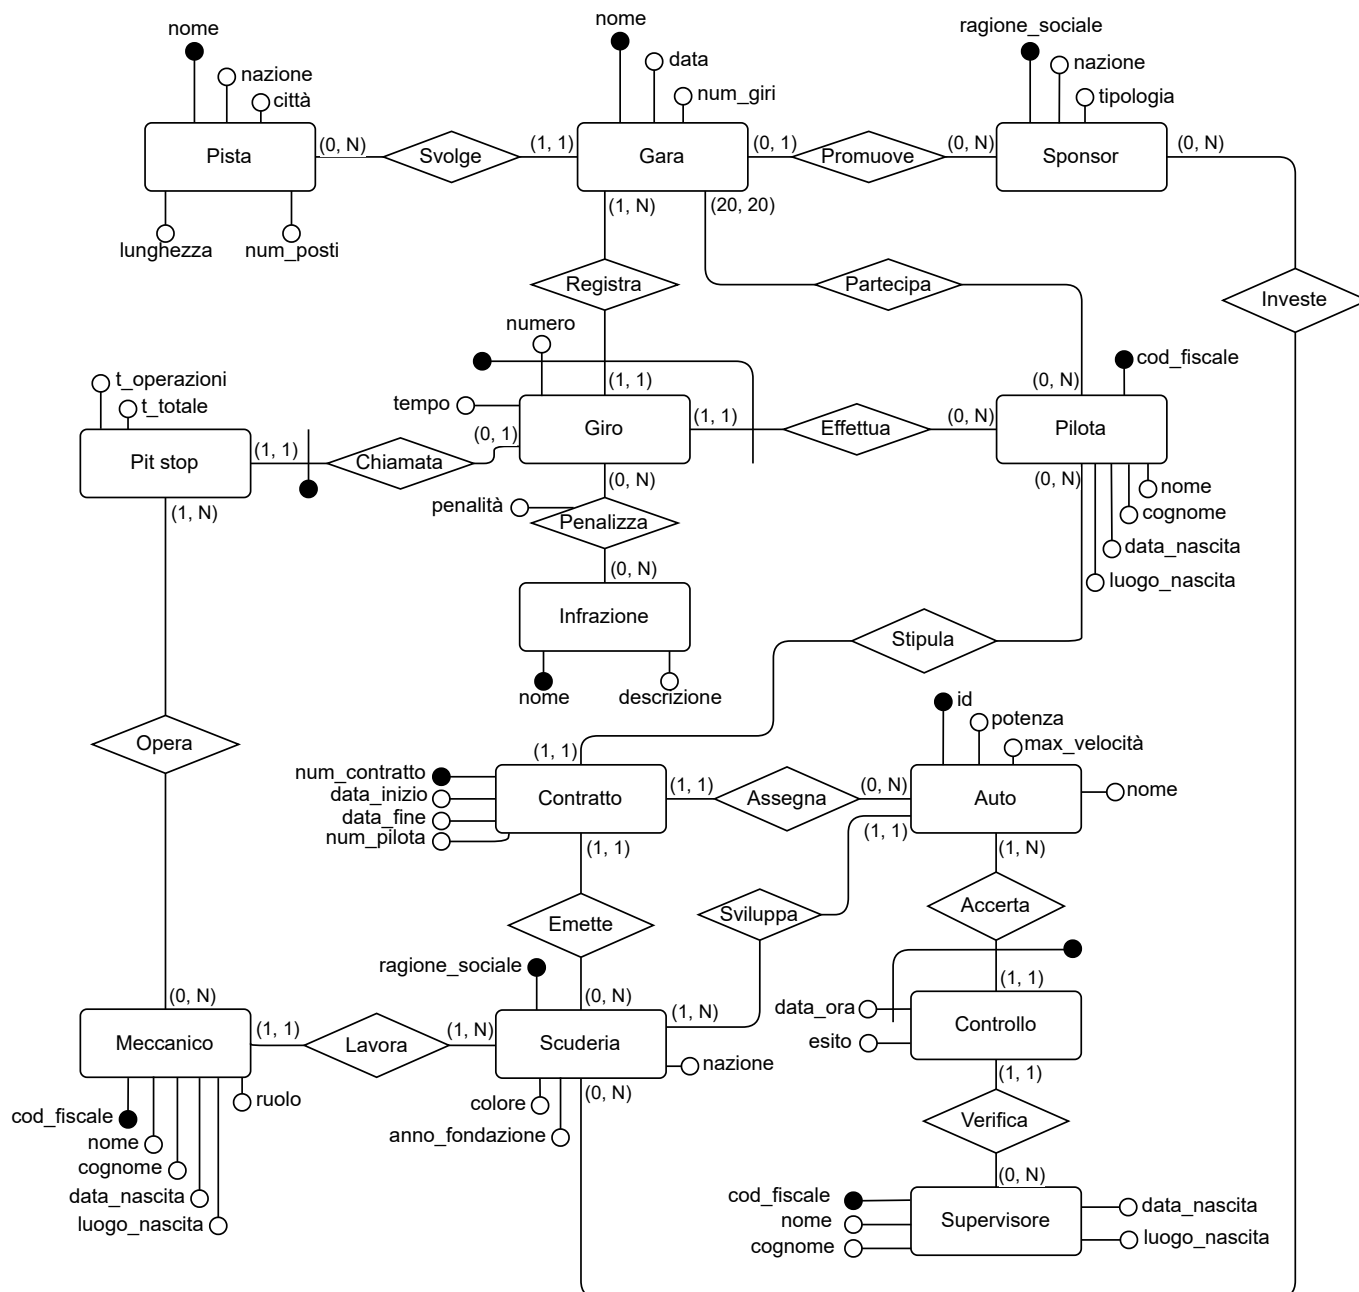 nome
nome
ragione_sociale
nazione
data
nazione
città
num_giri
tipologia
Pista
(0, N)
Svolge
(1, 1)
Gara
(0, 1)
Promuove
(0, N)
Sponsor
(0, N)
(1, N)
(20, 20)
lunghezza
num_posti
Registra
Partecipa
Investe
numero
cod_fiscale
t_operazioni
t_totale
tempo
(1, 1)
(0, N)
Giro
(1, 1)
Effettua
(0, N)
Pilota
(0, 1)
Pit stop
(1, 1)
Chiamata
(0, N)
(0, N)
nome
cognome
data_nascita
luogo_nascita
(1, N)
penalità
Penalizza
(0, N)
Infrazione
nome
descrizione
Stipula
id
potenza
max_velocità
nome
Opera
(1, 1)
num_contratto
data_inizio
data_fine
num_pilota
Contratto
(1, 1)
Assegna
(0, N)
Auto
(1, 1)
(1, 1)
(1, N)
Sviluppa
Accerta
Emette
ragione_sociale
(0, N)
(0, N)
(1, 1)
Meccanico
(1, 1)
Lavora
(1, N)
Scuderia
(1, N)
nazione
(0, N)
data_ora
esito
Controllo
(1, 1)
cod_fiscale
nome
cognome
data_nascita
luogo_nascita
ruolo
colore
anno_fondazione
Verifica
(0, N)
cod_fiscale
nome
cognome
Supervisore
data_nascita
luogo_nascita